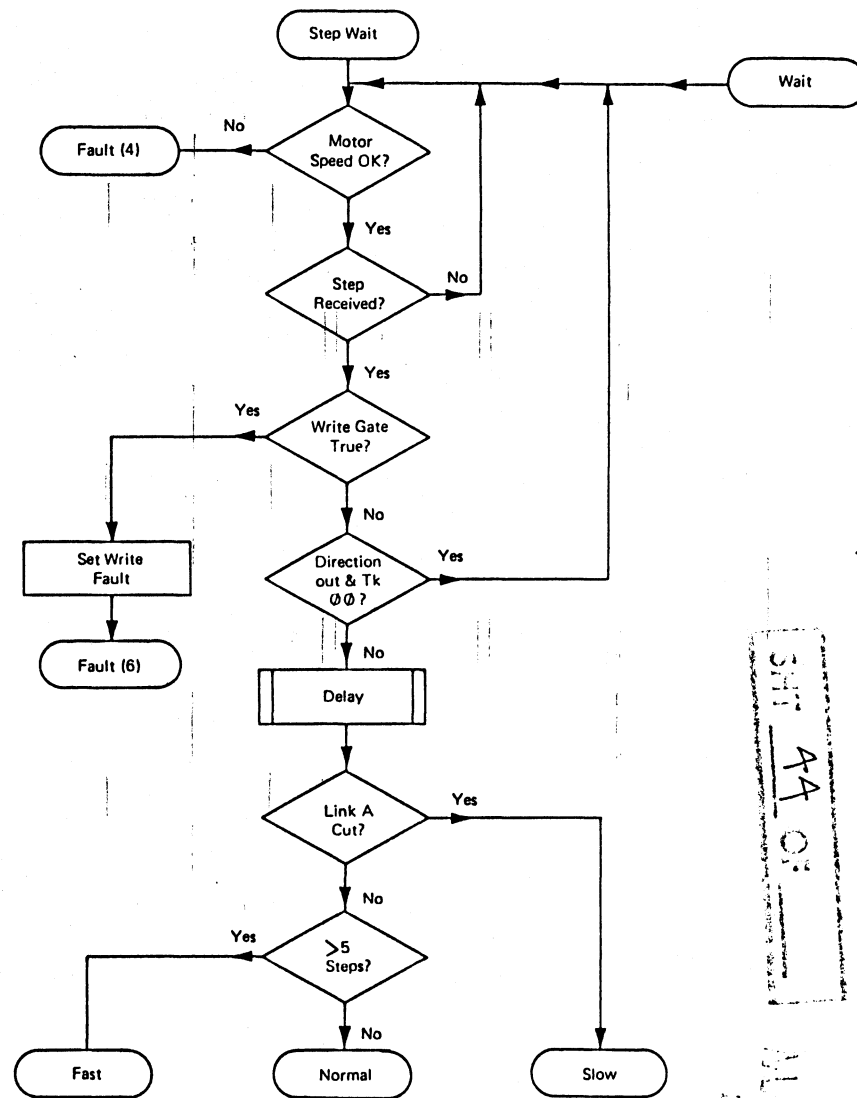 Step Wait
Wait
No
Fault (4)
Motor
Speed OK?
Yes
Step
Received?
No
Yes
Yes
Write Gate
True?
No
Set Write
Fault
Direction
out & Tk
ØØ?
Yes
Fault (6)
No
Delay
Link A
Cut?
Yes
No
Yes
>5
Steps?
No
Fast
Normal
Slow
SHT 44 OF